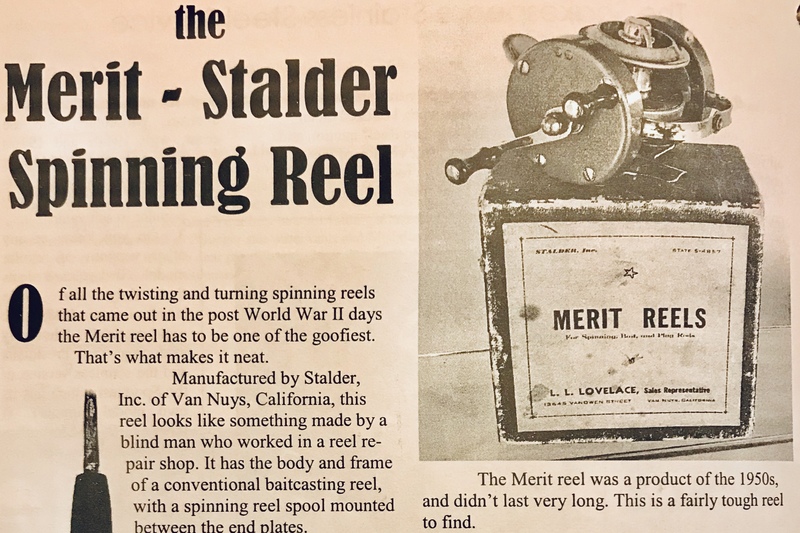 the
Merit - Stalder
Spinning Reel
Of all the twisting and turning spinning reels
that came out in the post World War II days
the Merit reel has to be one of the goofiest.
That's what makes it neat.
Manufactured by Stalder,
Inc. of Van Nuys, California, this
reel looks like something made by a
blind man who worked in a reel re-
pair shop. It has the body and frame
of a conventional baitcasting reel,
with a spinning reel spool mounted
between the end plates.
STALDER, Inc.
STATE
MERIT REELS
For Spinning, Bait, and Plug Reels
L. L. LOVELACE, Sales Representative
13645 VANOWEN STREET VAN NUYS, CALIFORNIA
The Merit reel was a product of the 1950s,
and didn't last very long. This is a fairly tough reel
to find.